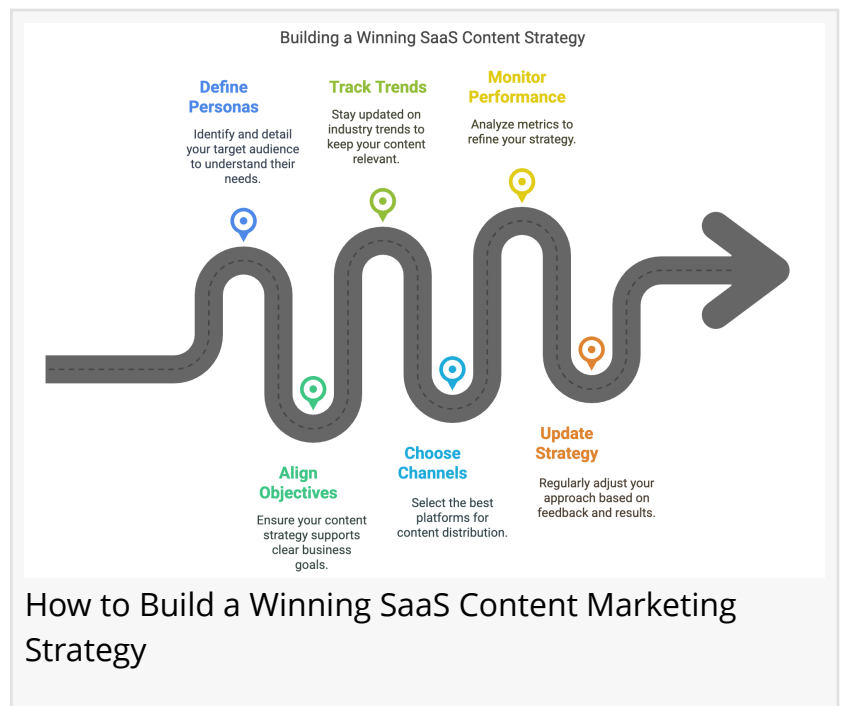 Building a Winning SaaS Content Strategy
Define
Personas
Identify and detail
your target audience
to understand their
needs.
Track Trends
Stay updated on
industry trends to
keep your content
relevant.
Monitor
Performance
Analyze metrics to
refine your strategy.
Align
Objectives
Ensure your content
strategy supports
clear business
goals.
Choose
Channels
Select the best
platforms for
content distribution.
Update
Strategy
Regularly adjust your
approach based on
feedback and results.
How to Build a Winning SaaS Content Marketing
Strategy